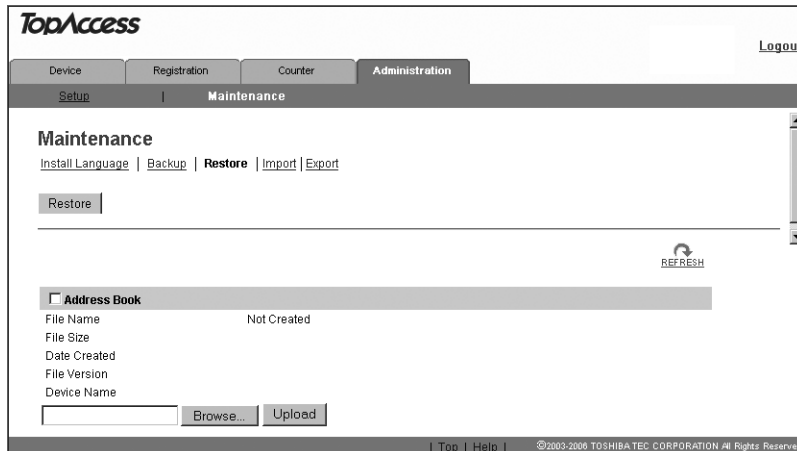 TopAccess
Logou
Device Registration Counter Administration
Setup | Maintenance
Maintenance
Install Language | Backup | Restore | Import | Export
Restore
REFRESH
Address Book
File Name Not Created
File Size
Date Created
File Version
Device Name
Browse... Upload
| Top | Help | ©2003-2006 TOSHIBA TEC CORPORATION All Rights Reserve